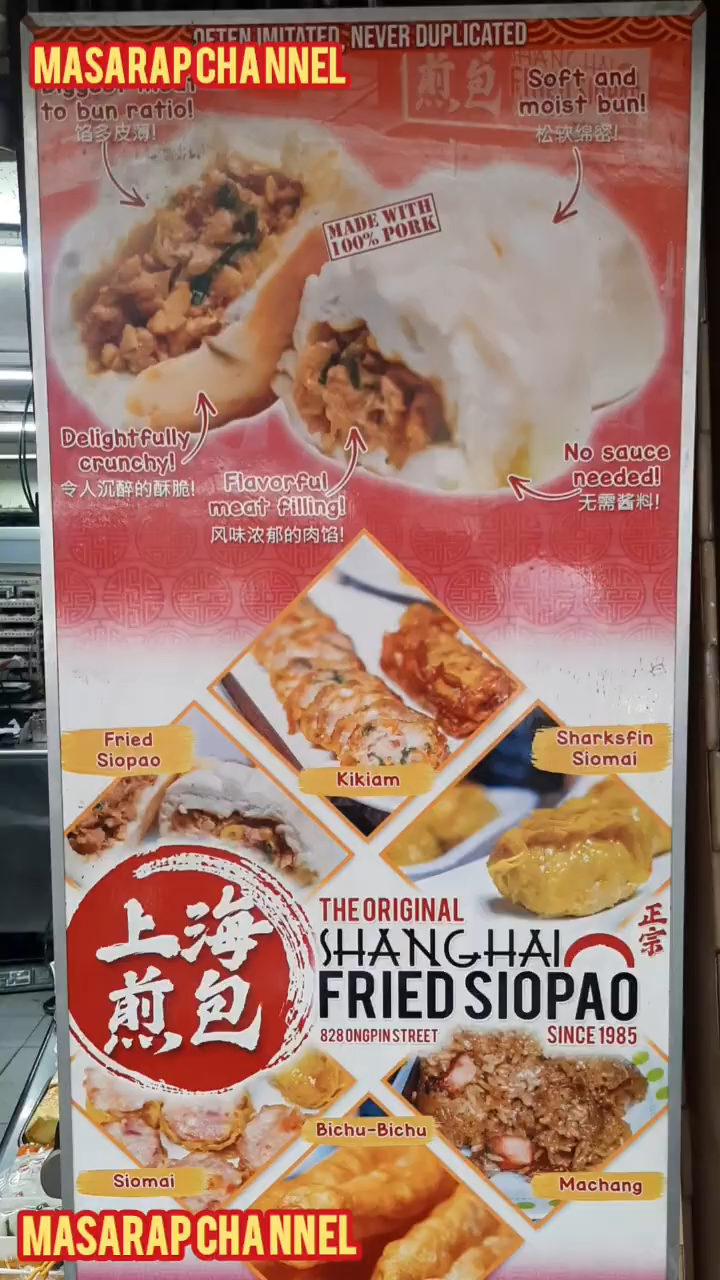 OFTEN IMITATED, NEVER DUPLICATED
MASARAP CHANNEL
to bun ratio!
馅多皮薄!
煎包
Soft and
moist bun!
松软绵密!
MADE WITH
100% PORK
Delightfully
crunchy!
令人沉醉的酥脆!
Flavorful
meat filling!
风味浓郁的肉馅!
No sauce
needed!
无需酱料!
Kikiam
Fried
Siopao
Sharksfin
Siomai
上海
煎包
THE ORIGINAL
SHANGHAI
FRIED SIOPAO
正宗
828 ONGPIN STREET
SINCE 1985
Bichu-Bichu
Siomai
Machang
MASARAP CHANNEL